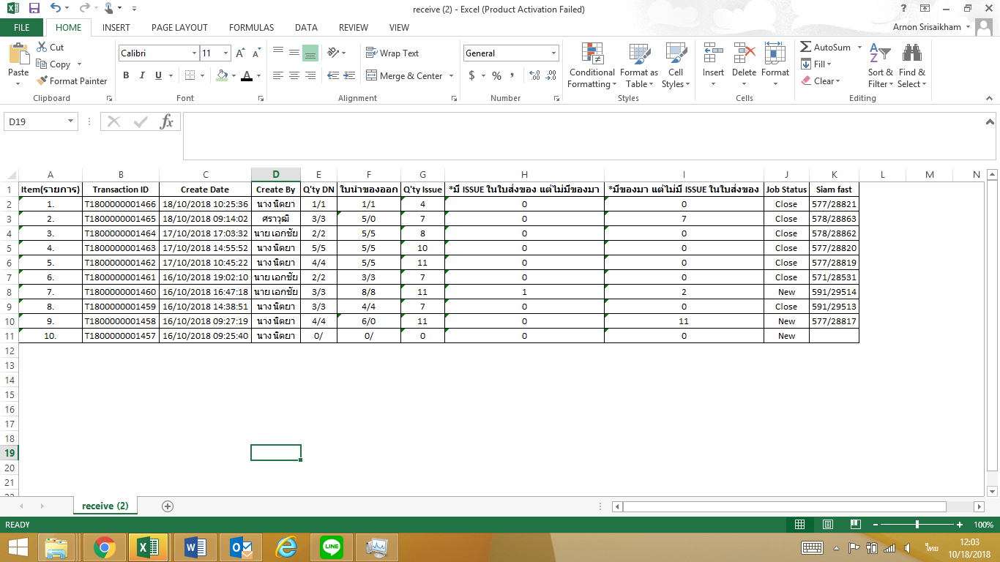 receive (2) - Excel (Product Activation Failed)
FILE HOME INSERT PAGE LAYOUT FORMULAS DATA REVIEW VIEW Arnon Srisaikham
Paste Cut Copy Format Painter Clipboard
Calibri 11 B I U A Font
Wrap Text Merge & Center Alignment
General $ % , Number
Conditional Formatting Format as Table Cell Styles Styles
Insert Delete Format Cells
AutoSum Fill Clear Sort & Filter Find & Select Editing
D19 fx
A B C D E F G H I J K L M N
1 Item(รายการ) Transaction ID Create Date Create By Q'ty DN ใบนำของออก Q'ty Issue *มี ISSUE ในใบส่งของ แต่ไม่มีของมา *มีของมา แต่ไม่มี ISSUE ในใบส่งของ Job Status Siam fast
2 1. T1800000001466 18/10/2018 10:25:36 นาง นิตยา 1/1 1/1 4 0 0 Close 577/28821
3 2. T1800000001465 18/10/2018 09:14:02 ศราวุฒิ 3/3 5/0 7 0 7 Close 578/28863
4 3. T1800000001464 17/10/2018 17:03:32 นาย เอกชัย 2/2 5/5 8 0 0 Close 578/28862
5 4. T1800000001463 17/10/2018 14:55:52 นาง นิตยา 5/5 5/5 10 0 0 Close 577/28820
6 5. T1800000001462 17/10/2018 10:45:22 นาง นิตยา 4/4 5/5 11 0 0 Close 577/28819
7 6. T1800000001461 16/10/2018 19:02:10 นาย เอกชัย 2/2 3/3 7 0 0 Close 571/28531
8 7. T1800000001460 16/10/2018 16:47:18 นาย เอกชัย 3/3 8/8 11 1 2 New 591/29514
9 8. T1800000001459 16/10/2018 14:38:51 นาง นิตยา 3/3 4/4 7 0 0 Close 591/29513
10 9. T1800000001458 16/10/2018 09:27:19 นาง นิตยา 4/4 6/0 11 0 11 New 577/28817
11 10. T1800000001457 16/10/2018 09:25:40 นาง นิตยา 0/ 0/ 0 0 0 New
12
13
14
15
16
17
18
19
20
21
receive (2)
READY 100%
ไทย 12:03
10/18/2018
LINE